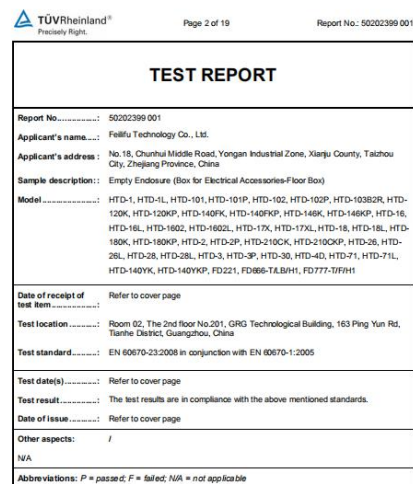 TÜVRheinland®
Precisely Right.
Page 2 of 19
Report No.: 50202399 001
TEST REPORT
Report No. ................: 50202399 001
Applicant's name.....: Feilifu Technology Co., Ltd.
Applicant's address : No.18, Chunhui Middle Road, Yongan Industrial Zone, Xianju County, Taizhou
City, Zhejiang Province, China
Sample description: : Empty Enclosure (Box for Electrical Accessories-Floor Box)
Model ......................: HTD-1, HTD-1L, HTD-101, HTD-101P, HTD-102, HTD-102P, HTD-103B2R, HTD-
120K, HTD-120KP, HTD-140FK, HTD-140FKP, HTD-146K, HTD-146KP, HTD-16,
HTD-16L, HTD-1602, HTD-1602L, HTD-17X, HTD-17XL, HTD-18, HTD-18L, HTD-
180K, HTD-180KP, HTD-2, HTD-2P, HTD-210CK, HTD-210CKP, HTD-26, HTD-
26L, HTD-28, HTD-28L, HTD-3, HTD-3P, HTD-30, HTD-4D, HTD-71, HTD-71L,
HTD-140YK, HTD-140YKP, FD221, FD666-T/LB/H1, FD777-T/F/H1
Date of receipt of
test item ...................: Refer to cover page
Test location .............: Room 02, The 2nd floor No.201, GRG Technological Building, 163 Ping Yun Rd,
Tianhe District, Guangzhou, China
Test standard ............: EN 60670-23:2008 in conjunction with EN 60670-1:2005
Test date(s) ..............: Refer to cover page
Test result ................: The test results are in compliance with the above mentioned standards.
Date of issue ............: Refer to cover page
Other aspects: /
N/A
Abbreviations: P = passed; F = failed; N/A = not applicable